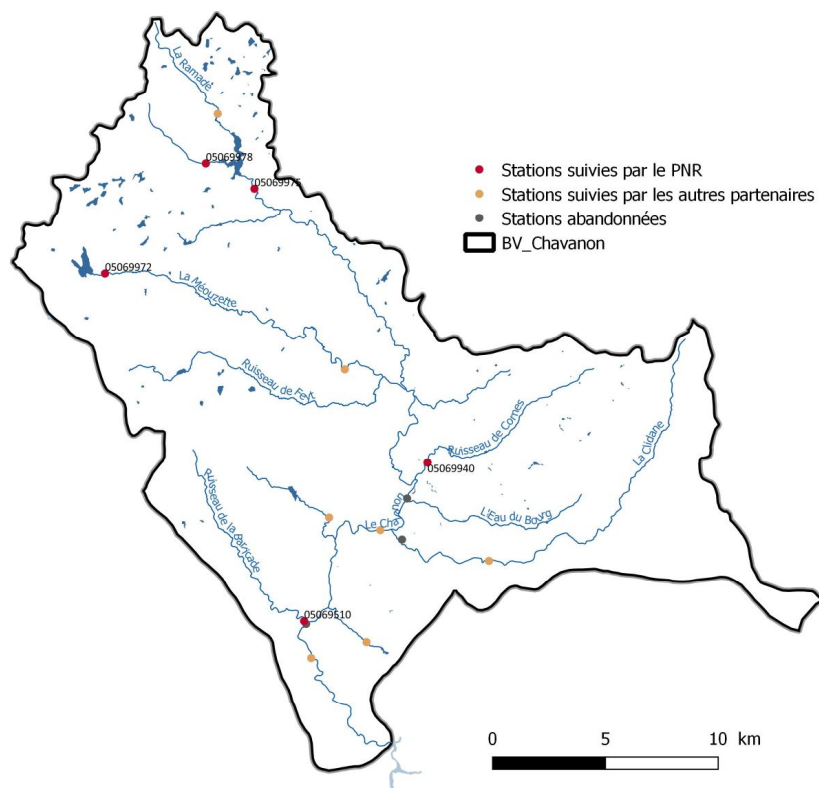 La Ramade
05069978
05069975
Stations suivies par le PNR
Stations suivies par les autres partenaires
Stations abandonnées
BV_Chavanon
05069972
La Méouzette
Ruisseau de
Ruisseau de Cornes
La Clidane
05069940
Ruisseau de la Barricade
Le
L'Eau du Bourg
05069510
0 5 10 km